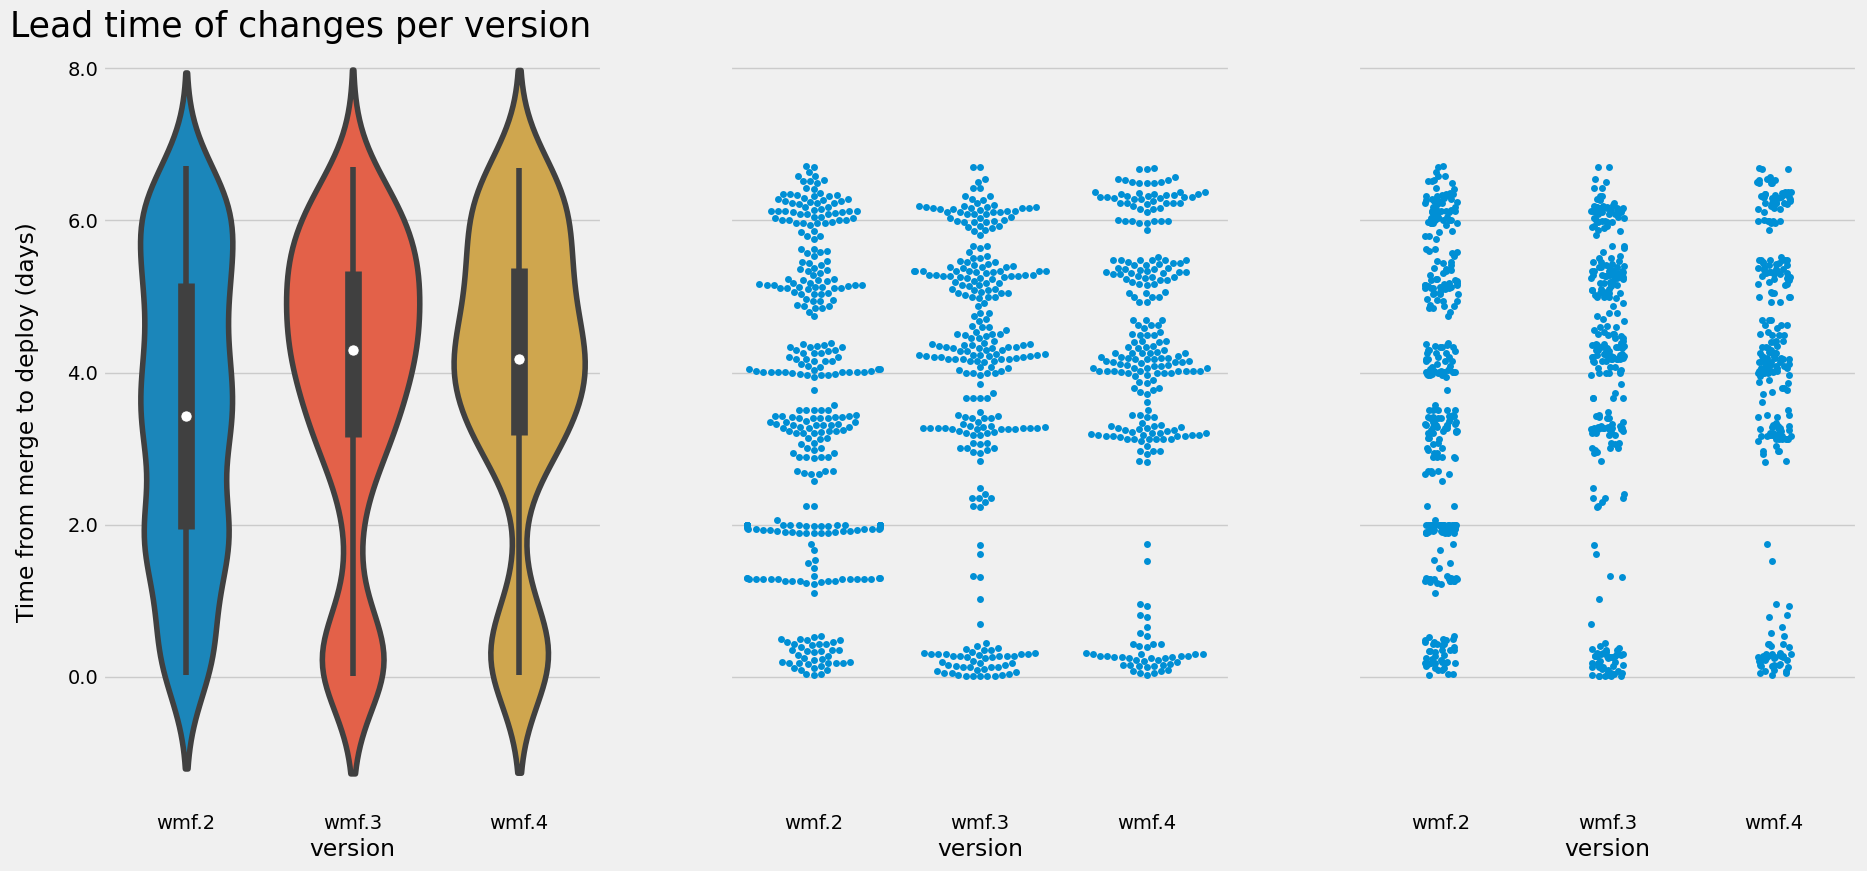 Lead time of changes per version
Time from merge to deploy (days)
8.0
6.0
4.0
2.0
0.0
wmf.2 wmf.3 wmf.4
version
wmf.2 wmf.3 wmf.4
version
wmf.2 wmf.3 wmf.4
version